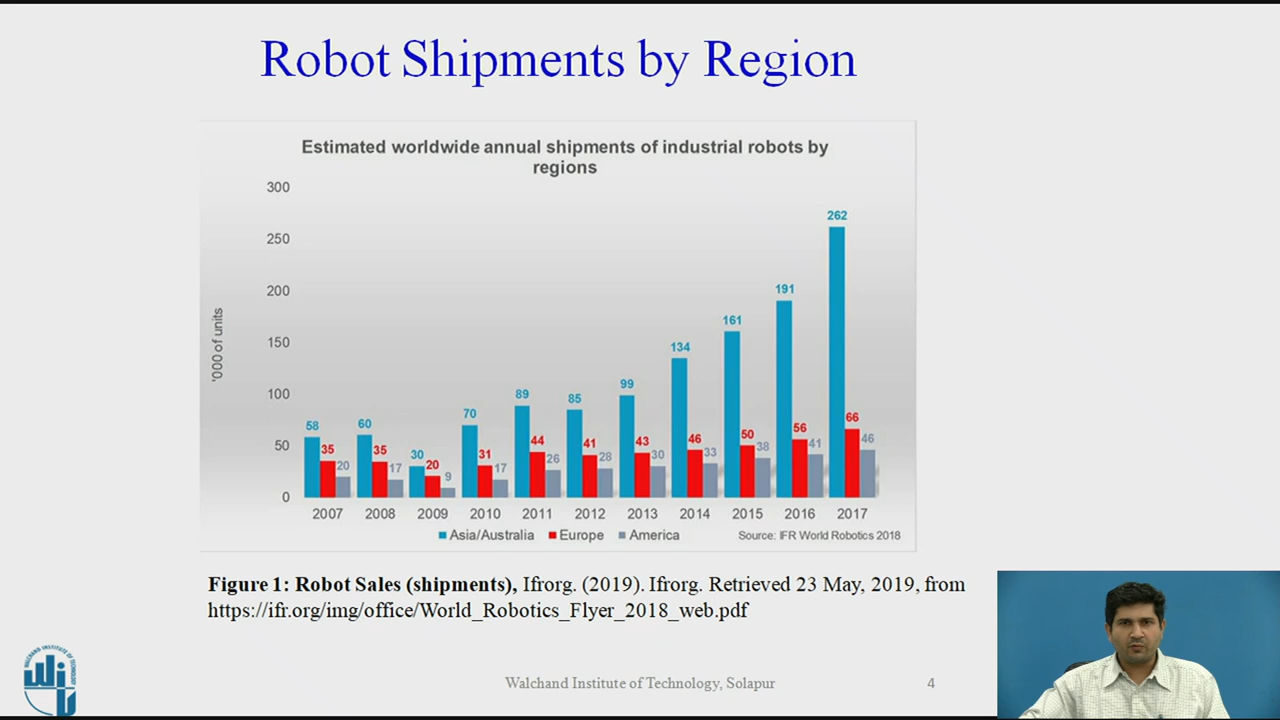 Robot Shipments by Region
Estimated worldwide annual shipments of industrial robots by
regions
'000 of units
300
250
200
150
100
50
0
58 35 20
60 35 17
30 20 9
70 31 17
89 44 26
85 41 28
99 43 30
134 46 33
161 50 38
191 56 41
262 66 46
2007 2008 2009 2010 2011 2012 2013 2014 2015 2016 2017
Asia/Australia Europe America Source: IFR World Robotics 2018
Figure 1: Robot Sales (shipments), Ifrorg. (2019). Ifrorg. Retrieved 23 May, 2019, from
https://ifr.org/img/office/World_Robotics_Flyer_2018_web.pdf
WALCHAND INSTITUTE OF TECHNOLOGY
WIT
Walchand Institute of Technology, Solapur 4